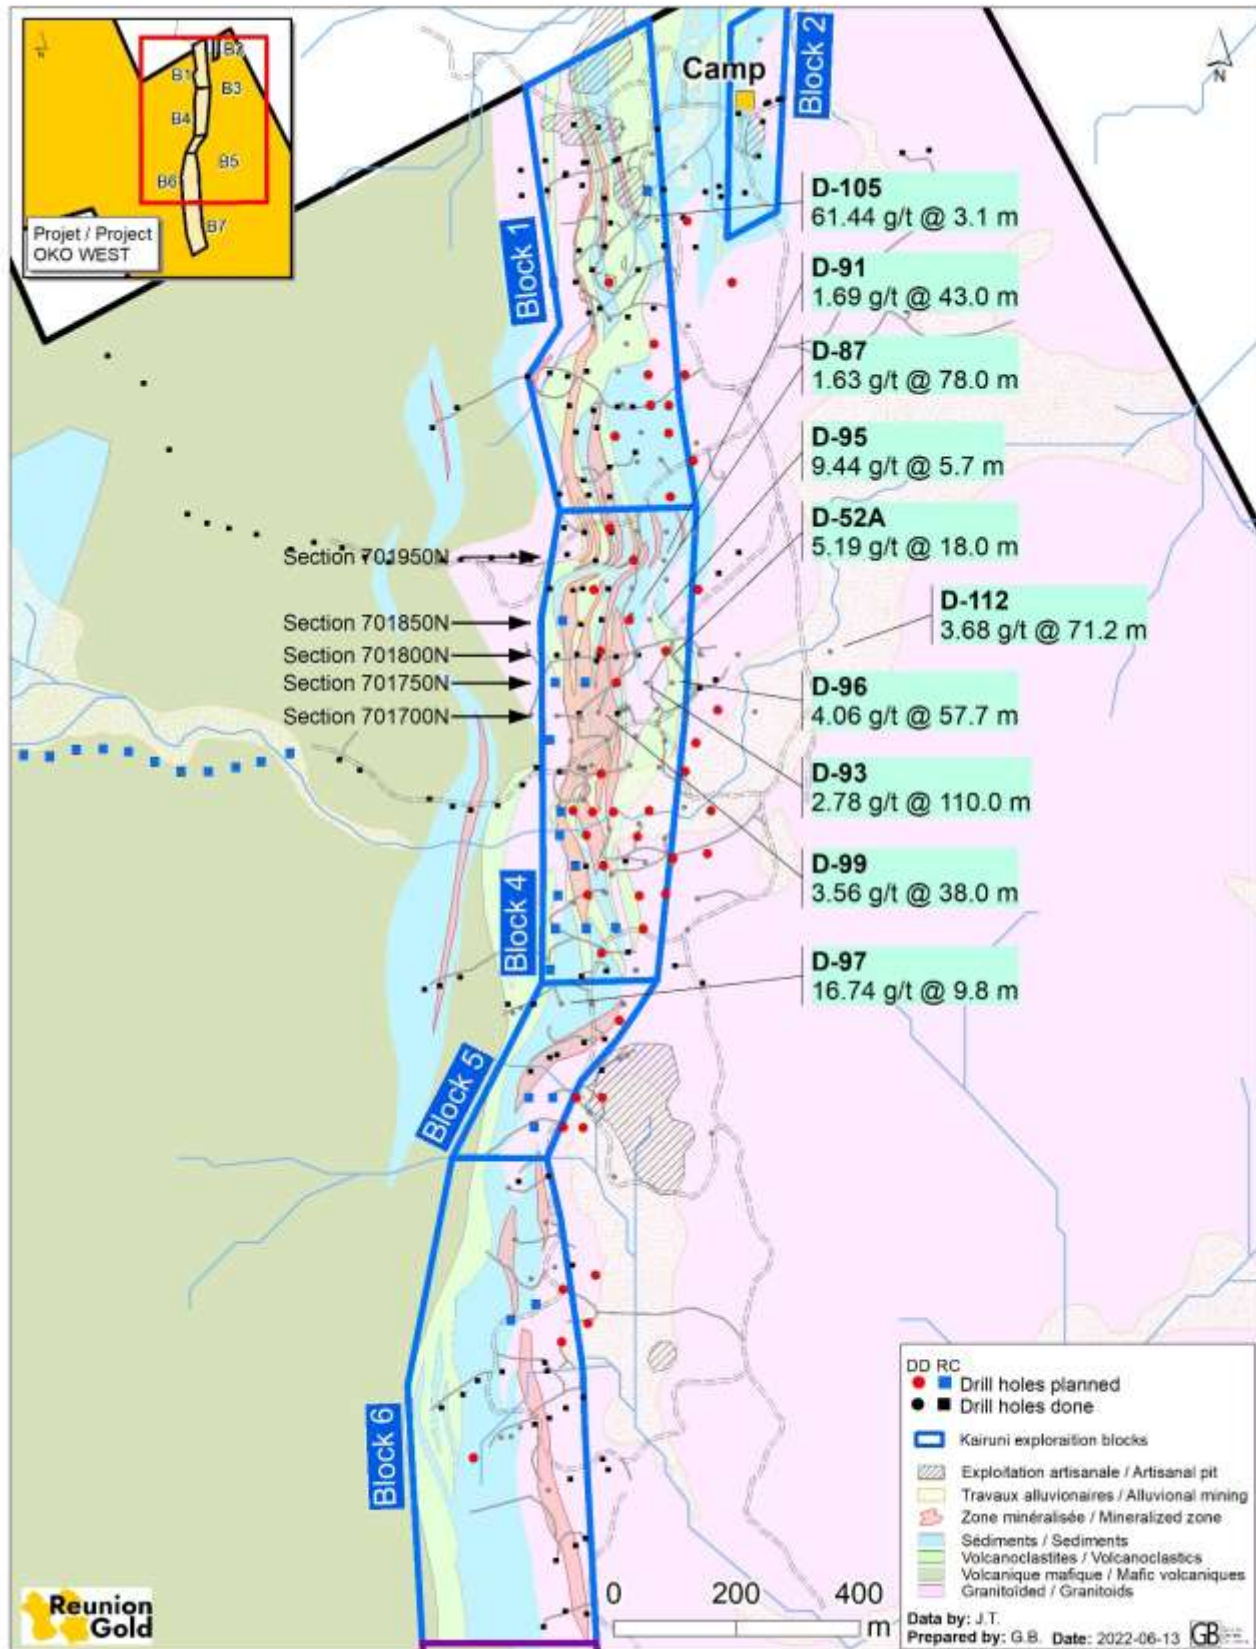 N
B2
B1
B3
B4
B5
B6
B7
Projet / Project
OKO WEST
Camp
Block 2
N
Block 1
D-105
61.44 g/t @ 3.1 m
D-91
1.69 g/t @ 43.0 m
D-87
1.63 g/t @ 78.0 m
D-95
9.44 g/t @ 5.7 m
D-52A
5.19 g/t @ 18.0 m
D-112
3.68 g/t @ 71.2 m
D-96
4.06 g/t @ 57.7 m
D-93
2.78 g/t @ 110.0 m
D-99
3.56 g/t @ 38.0 m
D-97
16.74 g/t @ 9.8 m
Section 701950N
Section 701850N
Section 701800N
Section 701750N
Section 701700N
Block 4
Block 5
Block 6
DD RC
Drill holes planned
Drill holes done
Kairuni exploraition blocks
Exploitation artisanale / Artisanal pit
Travaux alluvionaires / Alluvional mining
Zone minéralisée / Mineralized zone
Sédiments / Sediments
Volcanoclastites / Volcanoclastics
Volcanique mafique / Mafic volcaniques
Granitoïded / Granitoids
0 200 400
m
Data by: J.T.
Prepared by: G.B. Date: 2022-06-13
GB
Reunion
Gold